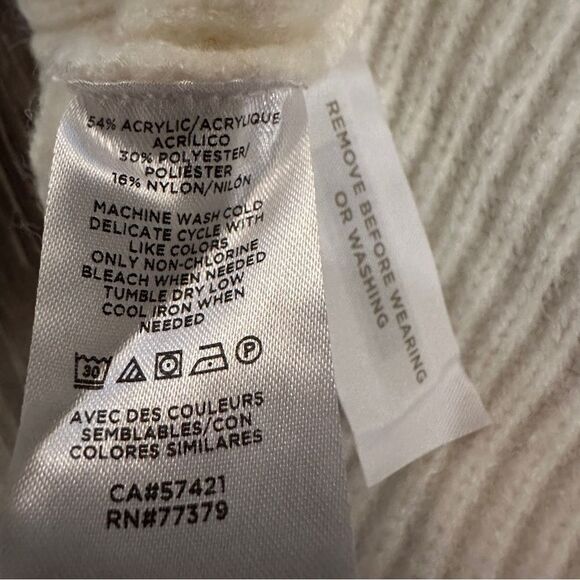 54% ACRYLIC/ACRYLIQUE
ACRÍLICO
30% POLYESTER/
POLIÉSTER
16% NYLON/NILÓN
MACHINE WASH COLD
DELICATE CYCLE WITH
LIKE COLORS
ONLY NON-CHLORINE
BLEACH WHEN NEEDED
TUMBLE DRY LOW
COOL IRON WHEN
NEEDED
30 P
AVEC DES COULEURS
SEMBLABLES/CON
COLORES SIMILARES
CA#57421
RN#77379
REMOVE BEFORE WEARING
OR WASHING